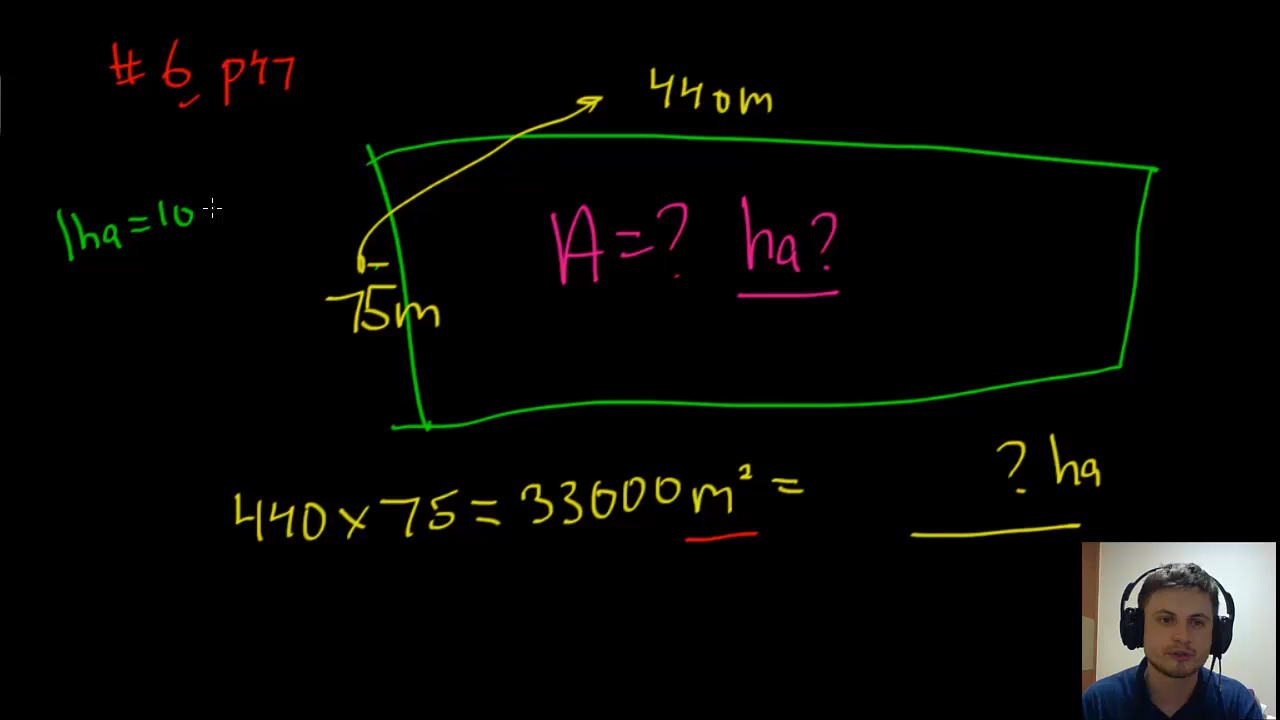 # 6 p47
440m
1ha=10
A=? ha?
75m
440×75=33000m²= ? ha